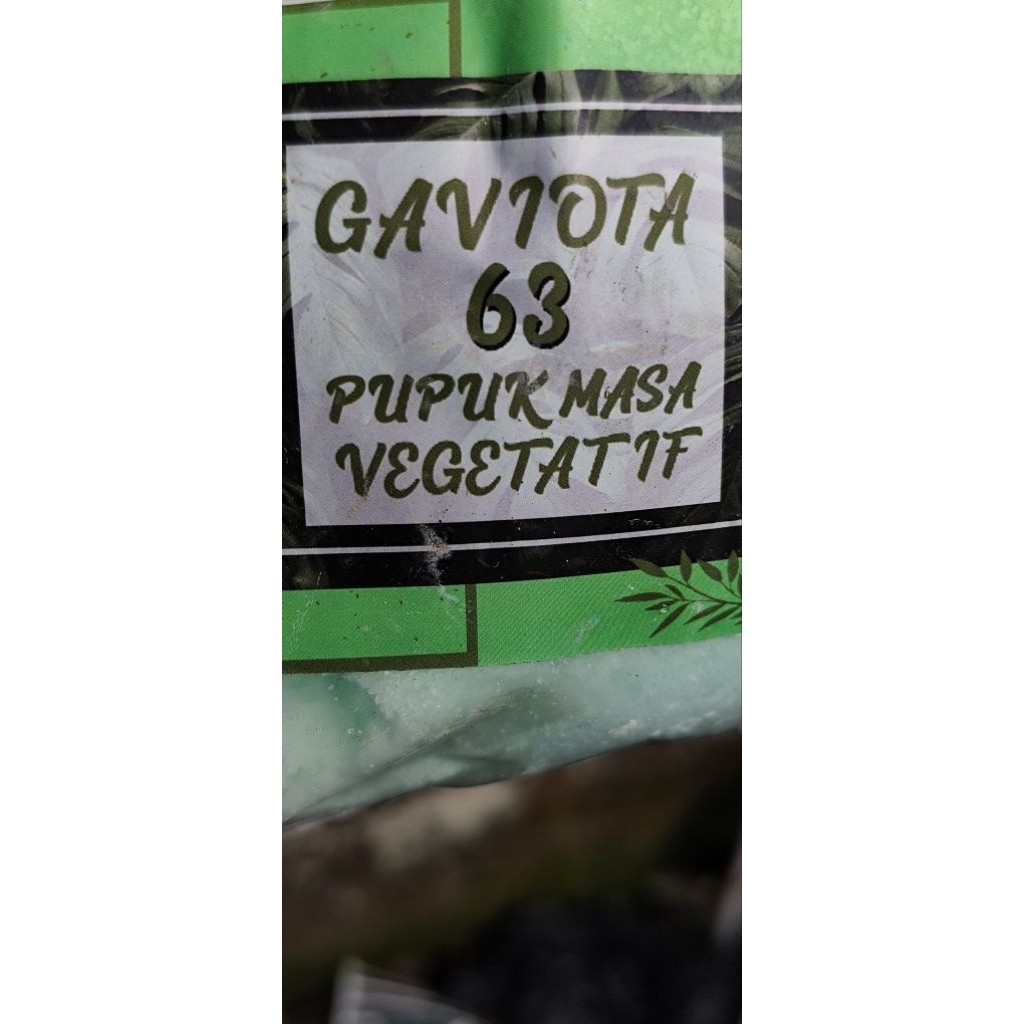 GAVIOTA
63
PUPUK MASA
VEGETATIF